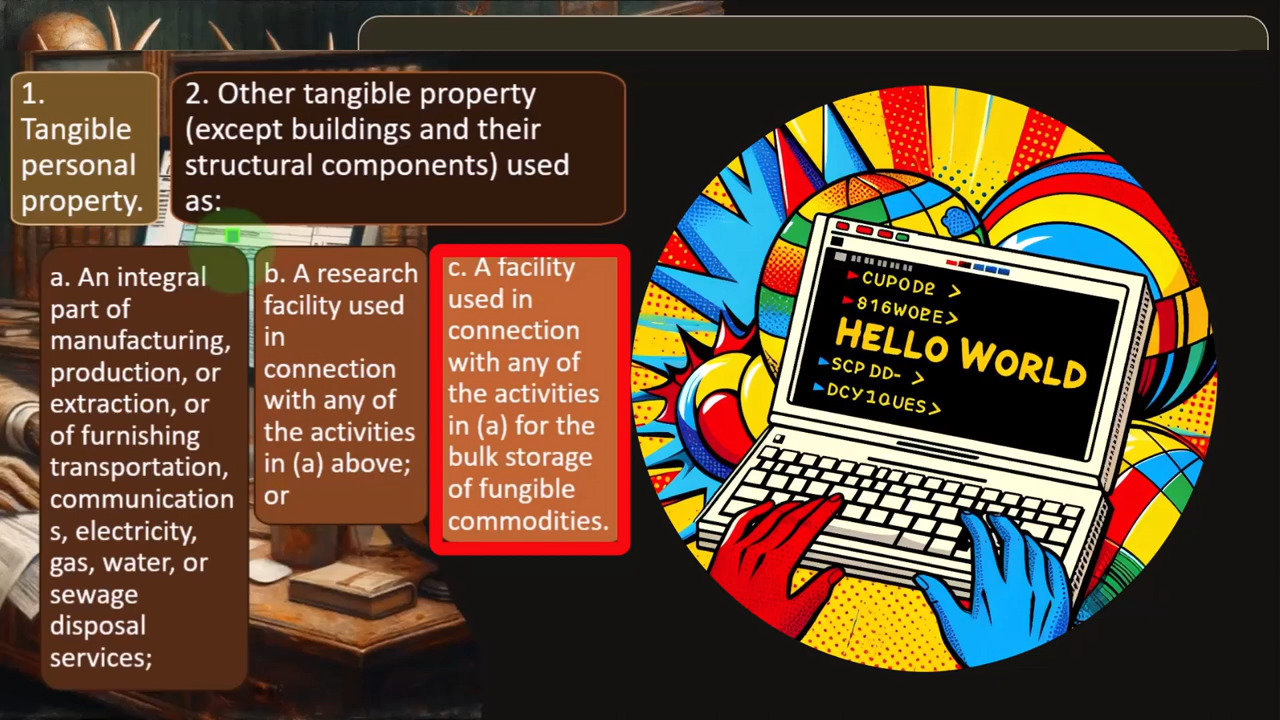 1.
Tangible
personal
property.
2. Other tangible property
(except buildings and their
structural components) used
as:
a. An integral
part of
manufacturing,
production, or
extraction, or
of furnishing
transportation,
communication
s, electricity,
gas, water, or
sewage
disposal
services;
b. A research
facility used
in
connection
with any of
the activities
in (a) above;
or
c. A facility
used in
connection
with any of
the activities
in (a) for the
bulk storage
of fungible
commodities.
CUPODR >
816WORE>
HELLO WORLD
SCP DD- >
DCY1QUES>